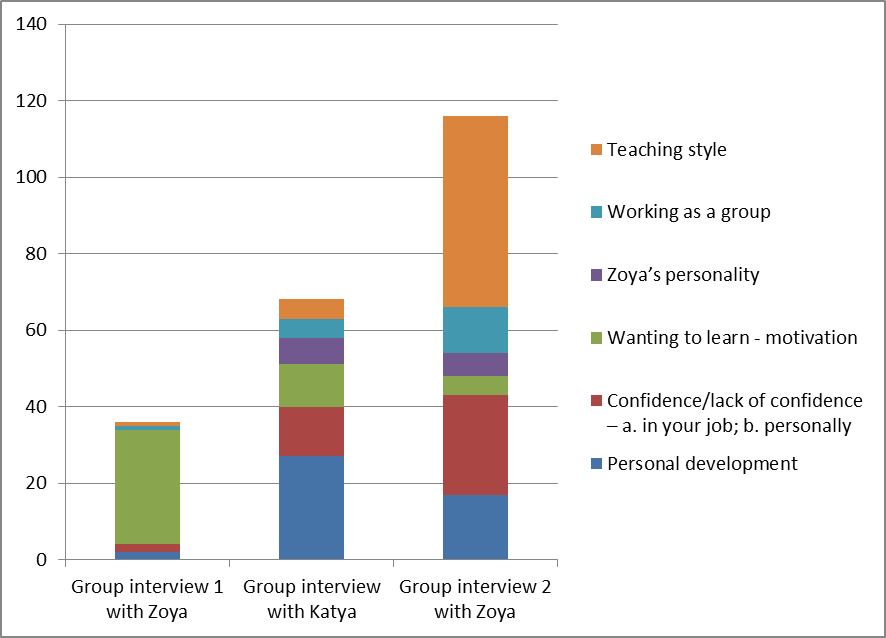 140
120
100
80
60
40
20
0
Group interview 1
with Zoya
Group interview
with Katya
Group interview 2
with Zoya
Teaching style
Working as a group
Zoya’s personality
Wanting to learn - motivation
Confidence/lack of confidence
– a. in your job; b. personally
Personal development